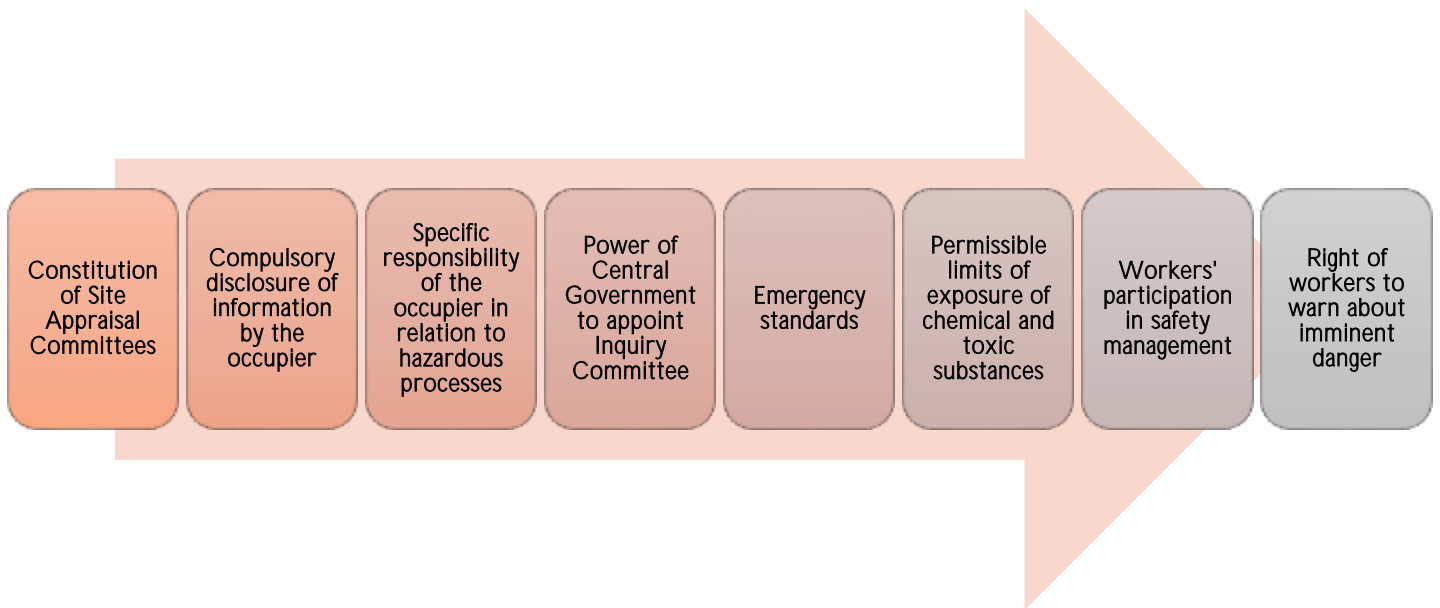 Constitution
of Site
Appraisal
Committees
Compulsory
disclosure of
information
by the
occupier
Specific
responsibility
of the
occupier in
relation to
hazardous
processes
Power of
Central
Government
to appoint
Inquiry
Committee
Emergency
standards
Permissible
limits of
exposure of
chemical and
toxic
substances
Workers'
participation
in safety
management
Right of
workers to
warn about
imminent
danger